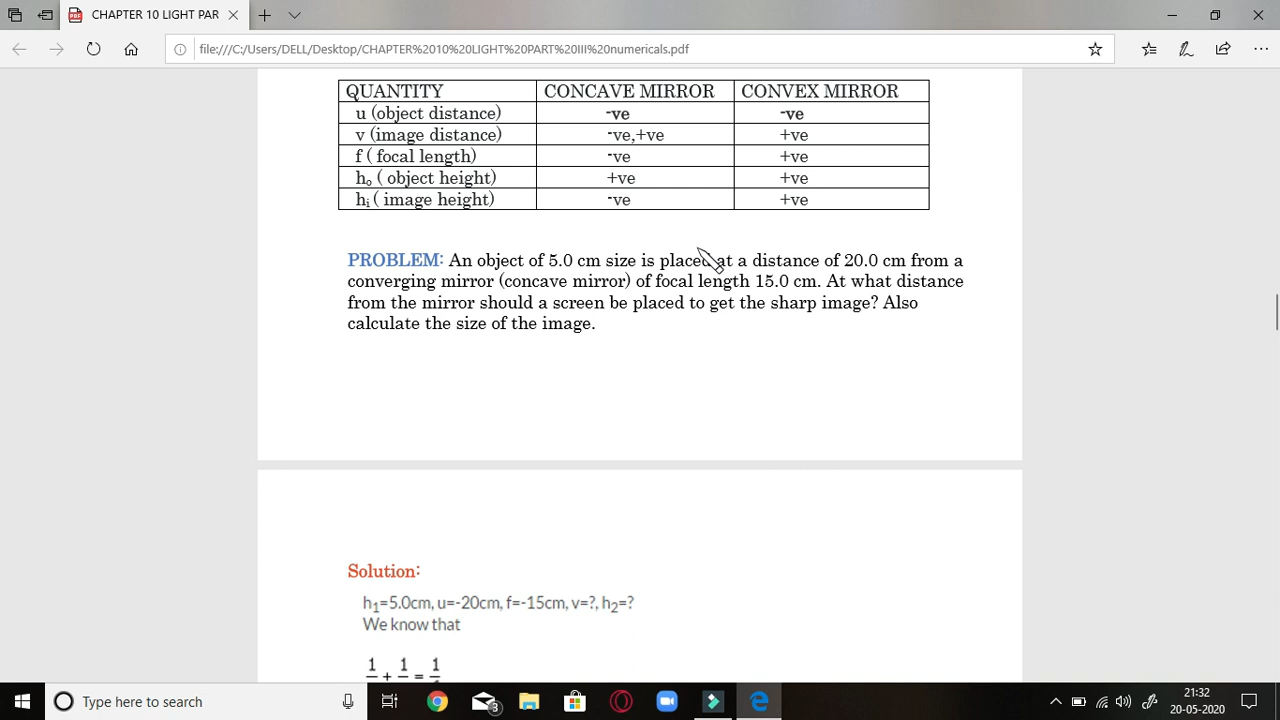 CHAPTER 10 LIGHT PAR
file:///C:/Users/DELL/Desktop/CHAPTER%2010%20LIGHT%20PART%20III%20numericals.pdf
QUANTITY CONCAVE MIRROR CONVEX MIRROR
u (object distance) -ve -ve
v (image distance) -ve,+ve +ve
f ( focal length) -ve +ve
hₒ ( object height) +ve +ve
hᵢ ( image height) -ve +ve
PROBLEM: An object of 5.0 cm size is placed at a distance of 20.0 cm from a
converging mirror (concave mirror) of focal length 15.0 cm. At what distance
from the mirror should a screen be placed to get the sharp image? Also
calculate the size of the image.
Solution:
h₁=5.0cm, u=-20cm, f=-15cm, v=?, h₂=?
We know that
1 + 1 = 1
Type here to search
3
21:32
20-05-2020